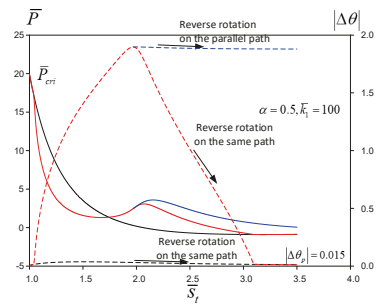 P̅
|Δθ|
25
20
15
10
5
0
-5
2.0
1.5
1.0
0.5
0.0
P̅cri
Reverse rotation
on the parallel path
α = 0.5, k̅₁ = 100
Reverse rotation
on the same path
Reverse rotation
on the same path
|Δθₚ| = 0.015
1.0 1.5 2.0 2.5 3.0 3.5 4.0
s̅ₜ